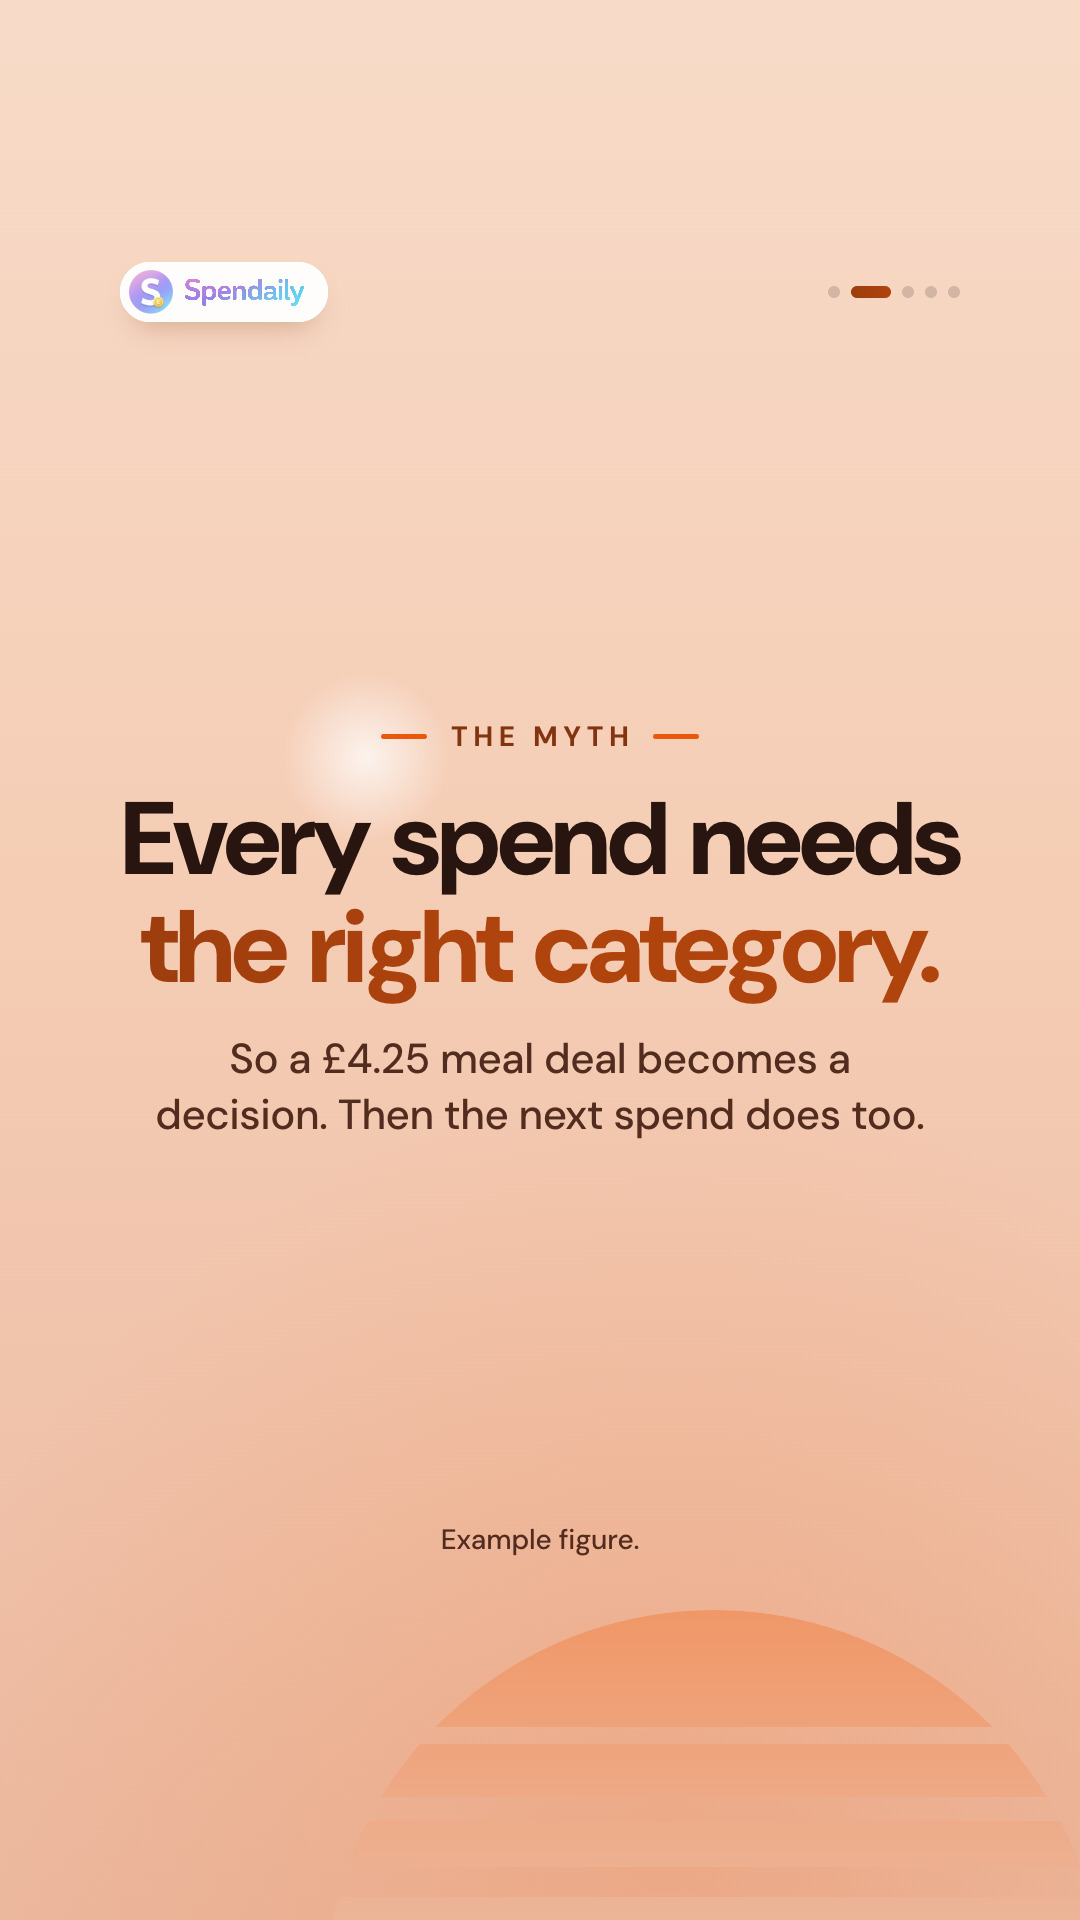 Spendaily
THE MYTH
Every spend needs
the right category.
So a £4.25 meal deal becomes a
decision. Then the next spend does too.
Example figure.